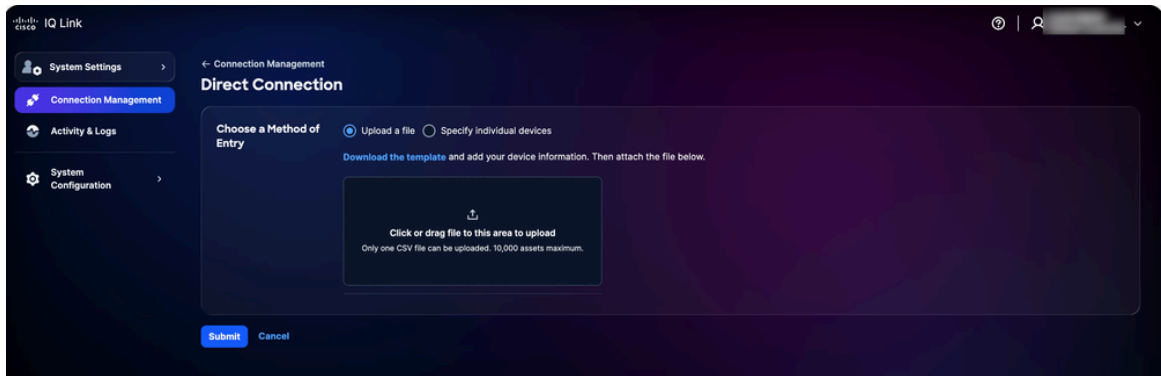 cisco IQ Link
System Settings
← Connection Management
Direct Connection
Connection Management
Activity & Logs
System
Configuration
Choose a Method of
Entry
Upload a file Specify individual devices
Download the template and add your device information. Then attach the file below.
Click or drag file to this area to upload
Only one CSV file can be uploaded. 10,000 assets maximum.
Submit Cancel